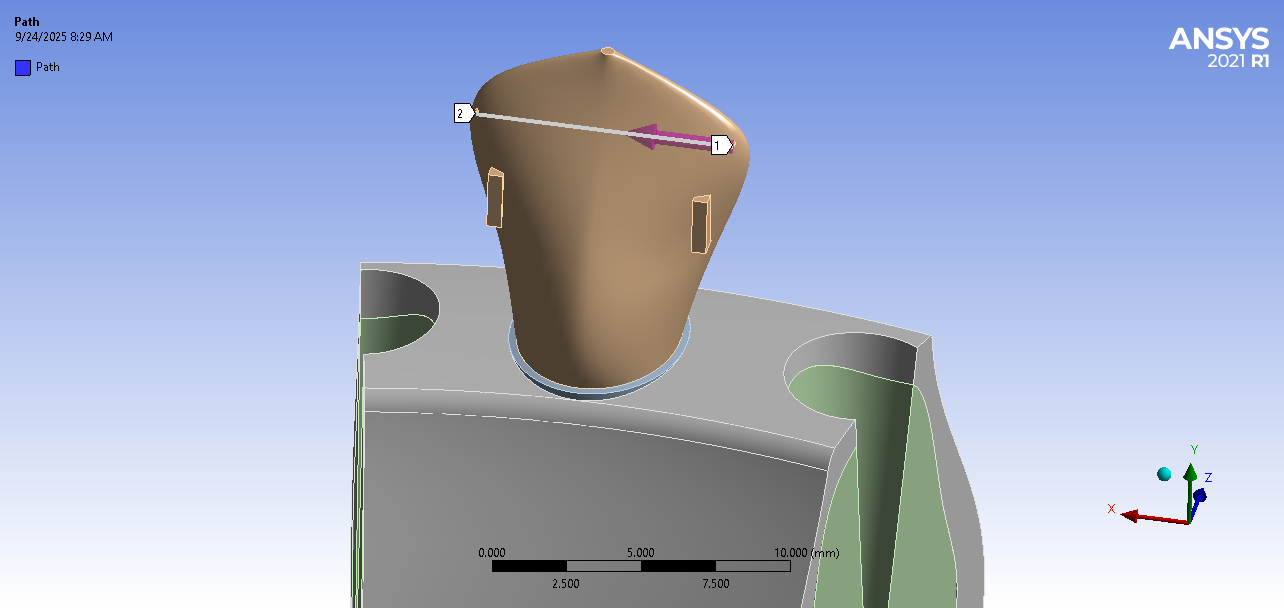 Path
9/24/2025 8:29 AM
Path
ANSYS
2021 R1
2
1
Y
Z
X
0.000 5.000 10.000 (mm)
2.500 7.500